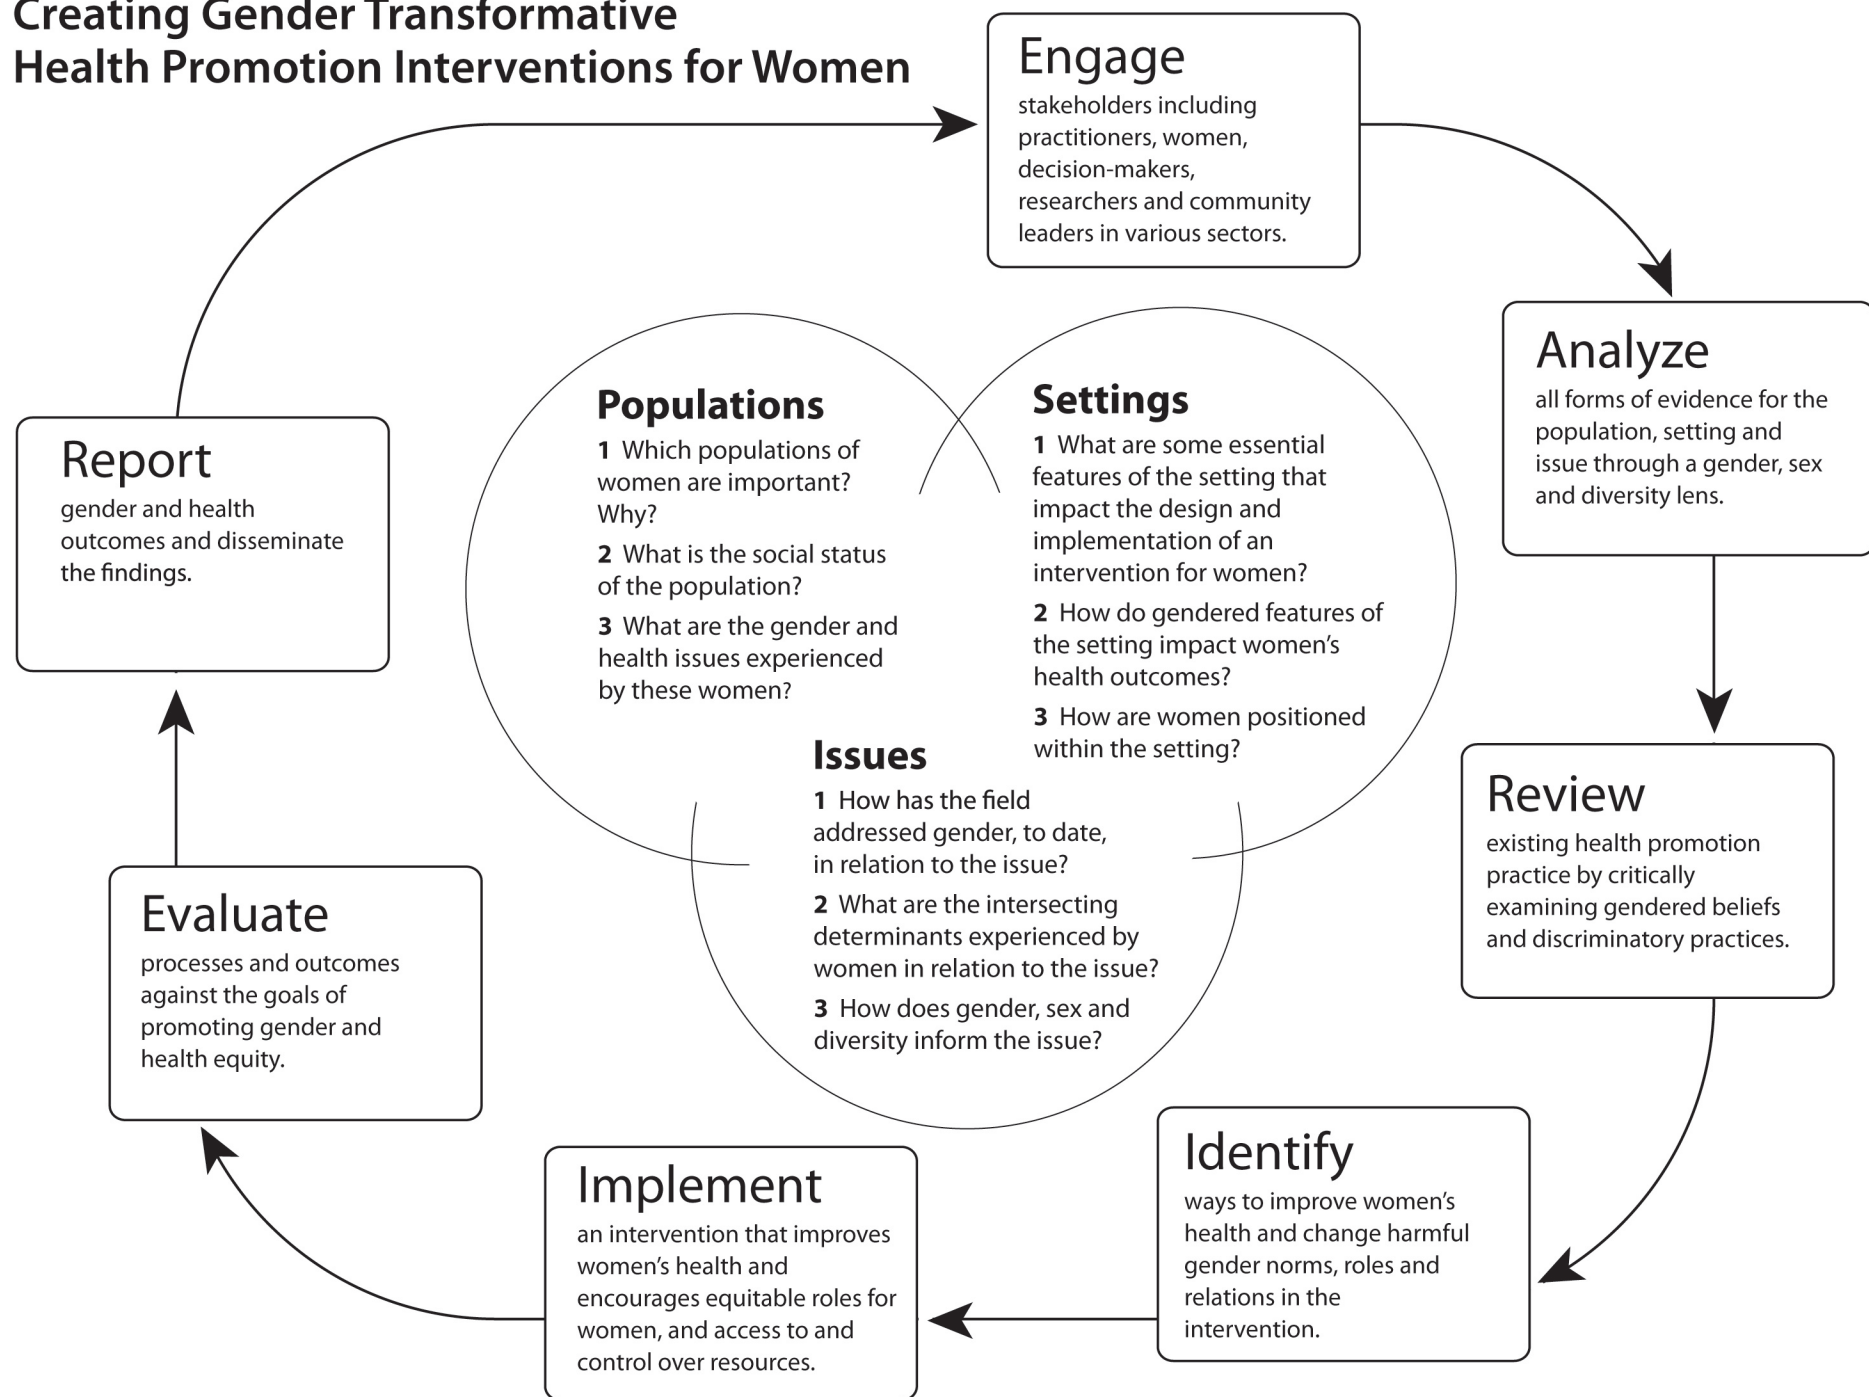 Creating Gender Transformative
Health Promotion Interventions for Women
Engage
stakeholders including
practitioners, women,
decision-makers,
researchers and community
leaders in various sectors.
Analyze
all forms of evidence for the
population, setting and
issue through a gender, sex
and diversity lens.
Review
existing health promotion
practice by critically
examining gendered beliefs
and discriminatory practices.
Identify
ways to improve women's
health and change harmful
gender norms, roles and
relations in the
intervention.
Implement
an intervention that improves
women's health and
encourages equitable roles for
women, and access to and
control over resources.
Evaluate
processes and outcomes
against the goals of
promoting gender and
health equity.
Report
gender and health
outcomes and disseminate
the findings.
Populations
1 Which populations of
women are important?
Why?
2 What is the social status
of the population?
3 What are the gender and
health issues experienced
by these women?
Settings
1 What are some essential
features of the setting that
impact the design and
implementation of an
intervention for women?
2 How do gendered features of
the setting impact women's
health outcomes?
3 How are women positioned
within the setting?
Issues
1 How has the field
addressed gender, to date,
in relation to the issue?
2 What are the intersecting
determinants experienced by
women in relation to the issue?
3 How does gender, sex and
diversity inform the issue?